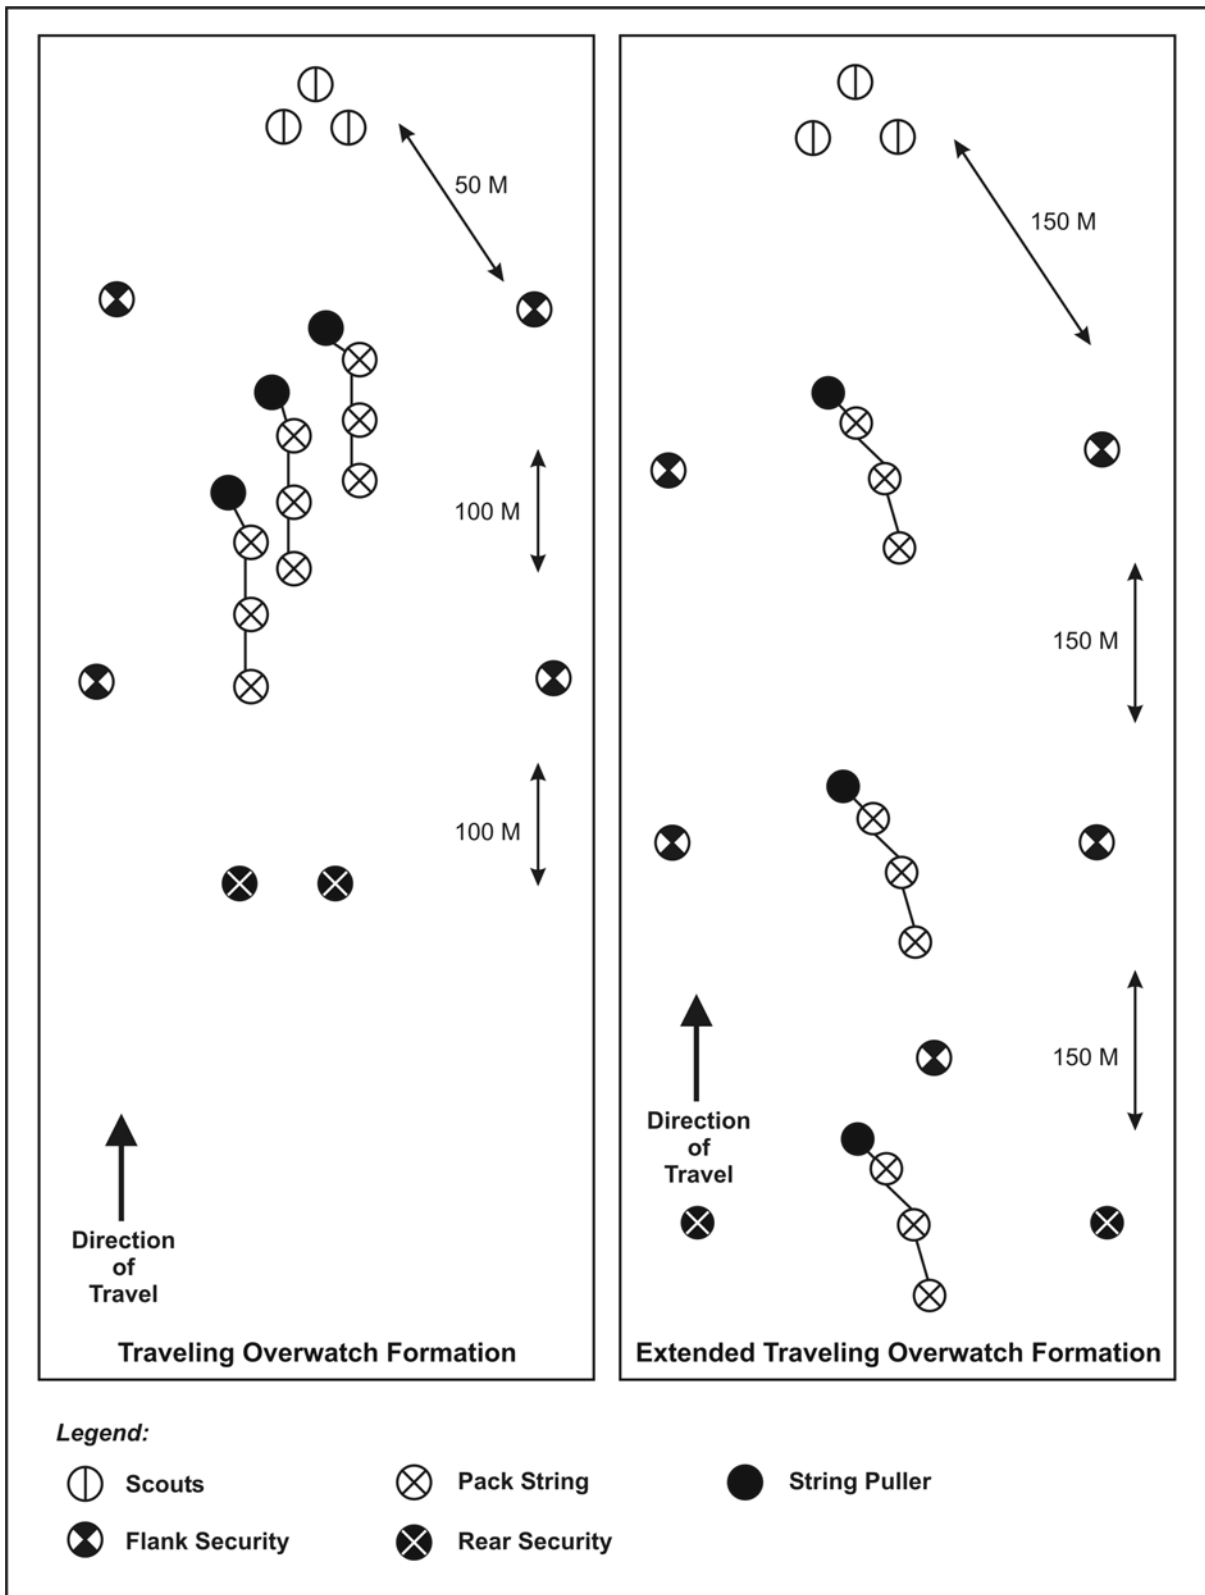 50 M
100 M
100 M
Direction
of
Travel
Traveling Overwatch Formation
150 M
150 M
150 M
Direction
of
Travel
Extended Traveling Overwatch Formation
Legend:
Scouts
Pack String
String Puller
Flank Security
Rear Security